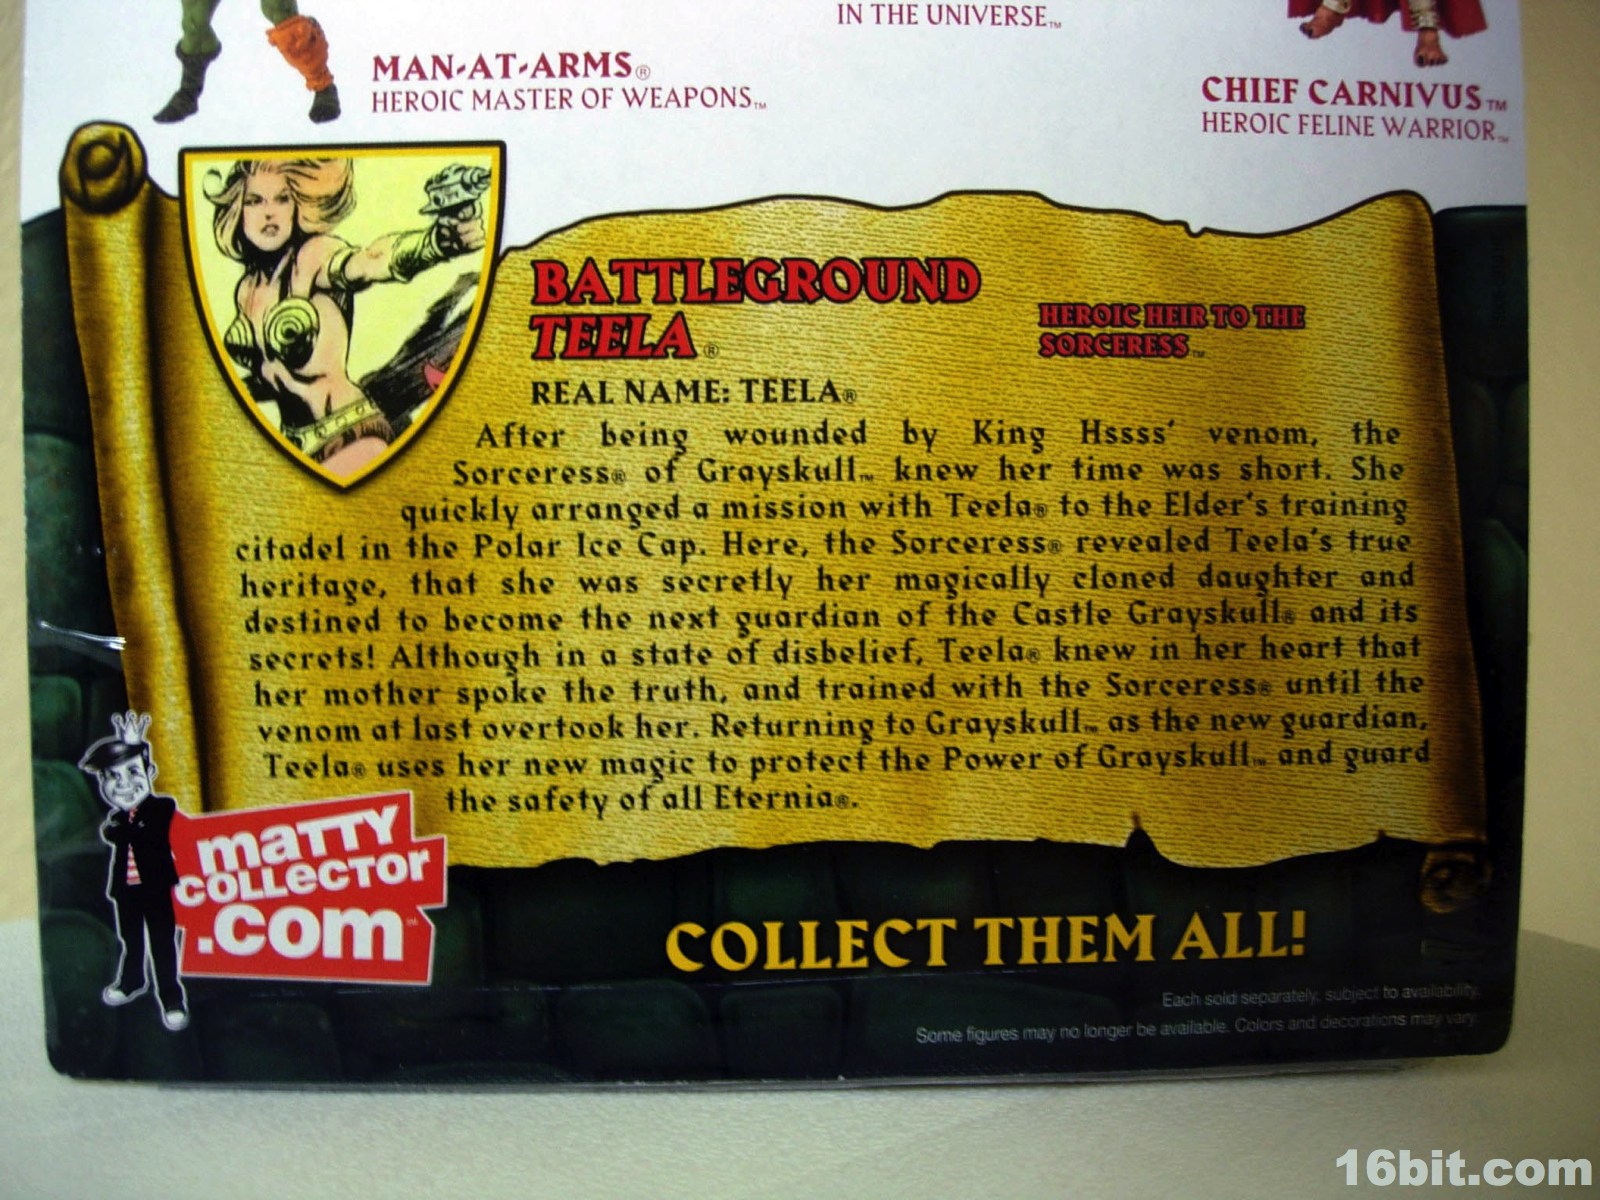 IN THE UNIVERSE™
MAN-AT-ARMS®
HEROIC MASTER OF WEAPONS™
CHIEF CARNIVUS™
HEROIC FELINE WARRIOR™
BATTLEGROUND
TEELA®
HEROIC HEIR TO THE
SORCERESS™
REAL NAME: TEELA®
After being wounded by King Hssss' venom, the
Sorceress® of Grayskull™ knew her time was short. She
quickly arranged a mission with Teela® to the Elder's training
citadel in the Polar Ice Cap. Here, the Sorceress® revealed Teela's true
heritage, that she was secretly her magically cloned daughter and
destined to become the next guardian of the Castle Grayskull® and its
secrets! Although in a state of disbelief, Teela® knew in her heart that
her mother spoke the truth, and trained with the Sorceress® until the
venom at last overtook her. Returning to Grayskull™ as the new guardian,
Teela® uses her new magic to protect the Power of Grayskull™ and guard
the safety of all Eternia®.
maTTY
COLLECTOR
.com™
COLLECT THEM ALL!
Each sold separately, subject to availability.
Some figures may no longer be available. Colors and decorations may vary.
16bit.com